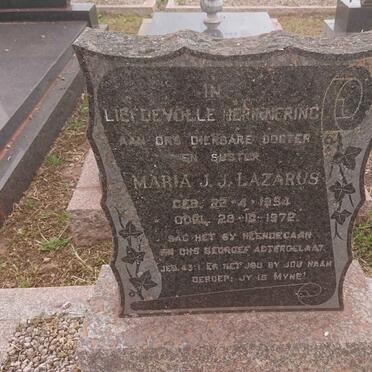 IN
LIEFDEVOLLE HERINNERING
AAN ONS DIERBARE DOGTER
EN SUSTER
MARIA J. J. LAZARUS
GEB. 22-4-1954
OORL. 28-12-1972.
SAG HET SY HEENGEGAAN
EN ONS BEDROEF AGTERGELAAT.
JES. 43:1 EK HET JOU BY JOU NAAM
GEROEP; JY IS MYNE!